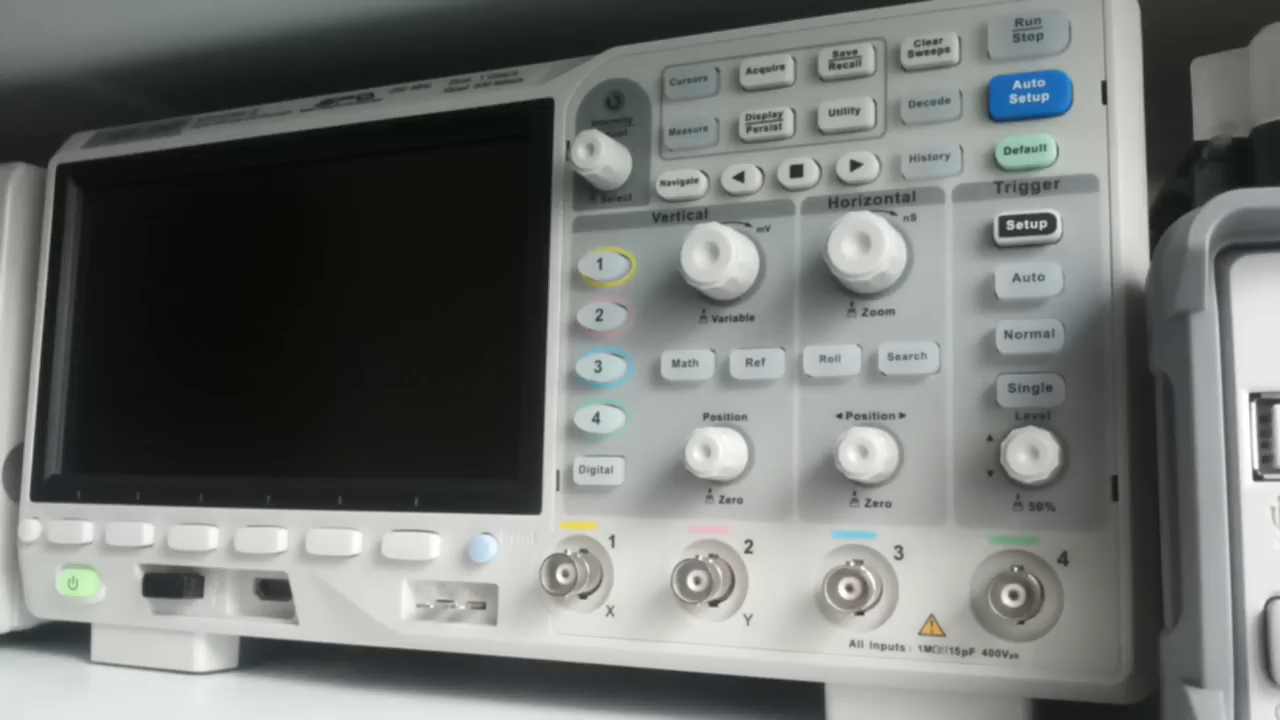 Run
Stop
Clear
Sweeps
Save
Recall
Acquire
Cursors
Auto
Setup
Decode
Utility
Display
Persist
Measure
Intensity
Default
History
Navigate
Select
Trigger
Horizontal
Vertical
mV
nS
Setup
1
Auto
2
Variable
Zoom
Normal
3
Math
Ref
Roll
Search
Single
4
Position
Position
Level
Digital
Zero
Zero
50%
1
2
3
4
X
Y
All Inputs: 1MΩ//15pF 400Vpk